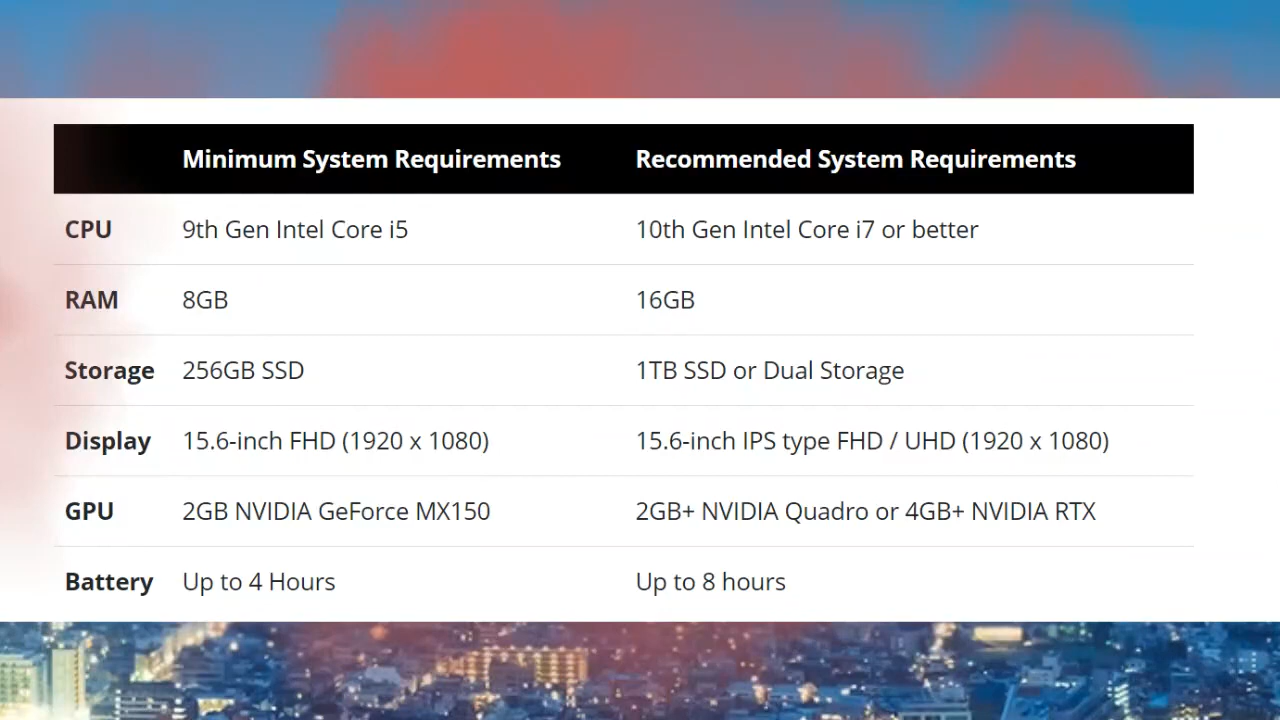 Minimum System Requirements Recommended System Requirements
CPU 9th Gen Intel Core i5 10th Gen Intel Core i7 or better
RAM 8GB 16GB
Storage 256GB SSD 1TB SSD or Dual Storage
Display 15.6-inch FHD (1920 x 1080) 15.6-inch IPS type FHD / UHD (1920 x 1080)
GPU 2GB NVIDIA GeForce MX150 2GB+ NVIDIA Quadro or 4GB+ NVIDIA RTX
Battery Up to 4 Hours Up to 8 hours